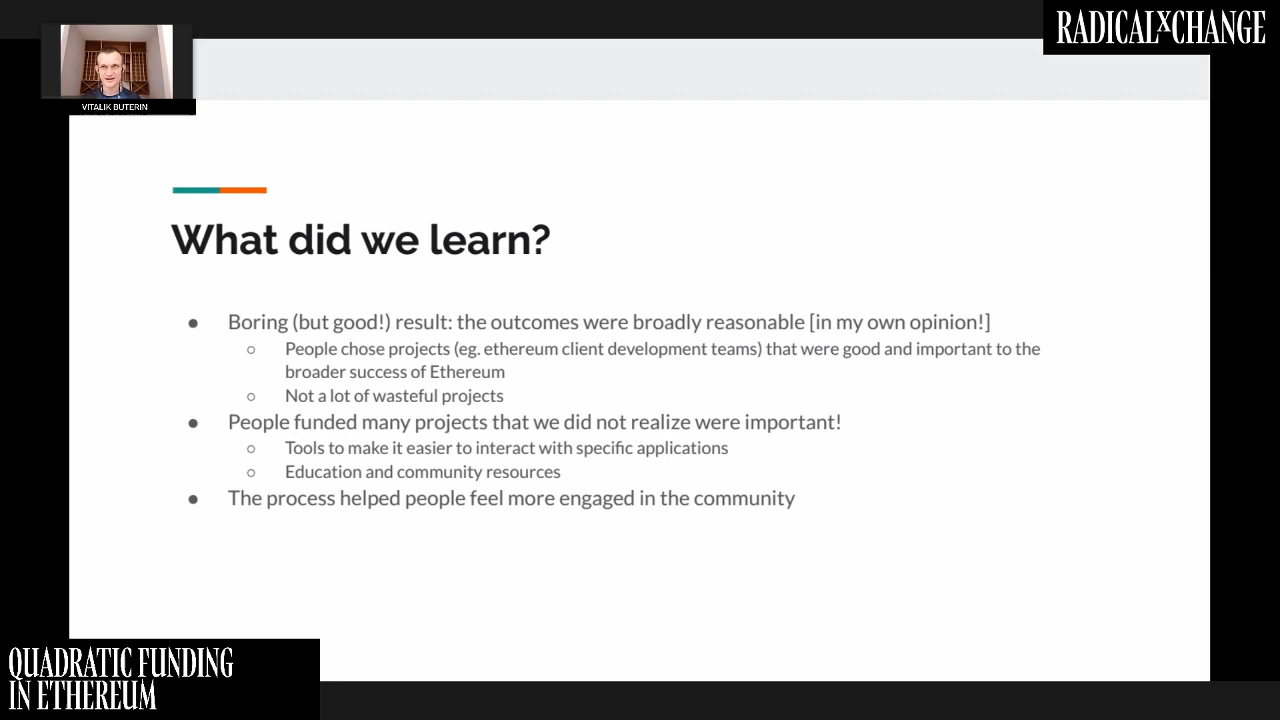 RADICALXCHANGE
VITALIK BUTERIN
What did we learn?
● Boring (but good!) result: the outcomes were broadly reasonable [in my own opinion!]
○ People chose projects (eg. ethereum client development teams) that were good and important to the
broader success of Ethereum
○ Not a lot of wasteful projects
● People funded many projects that we did not realize were important!
○ Tools to make it easier to interact with specific applications
○ Education and community resources
● The process helped people feel more engaged in the community
QUADRATIC FUNDING
IN ETHEREUM